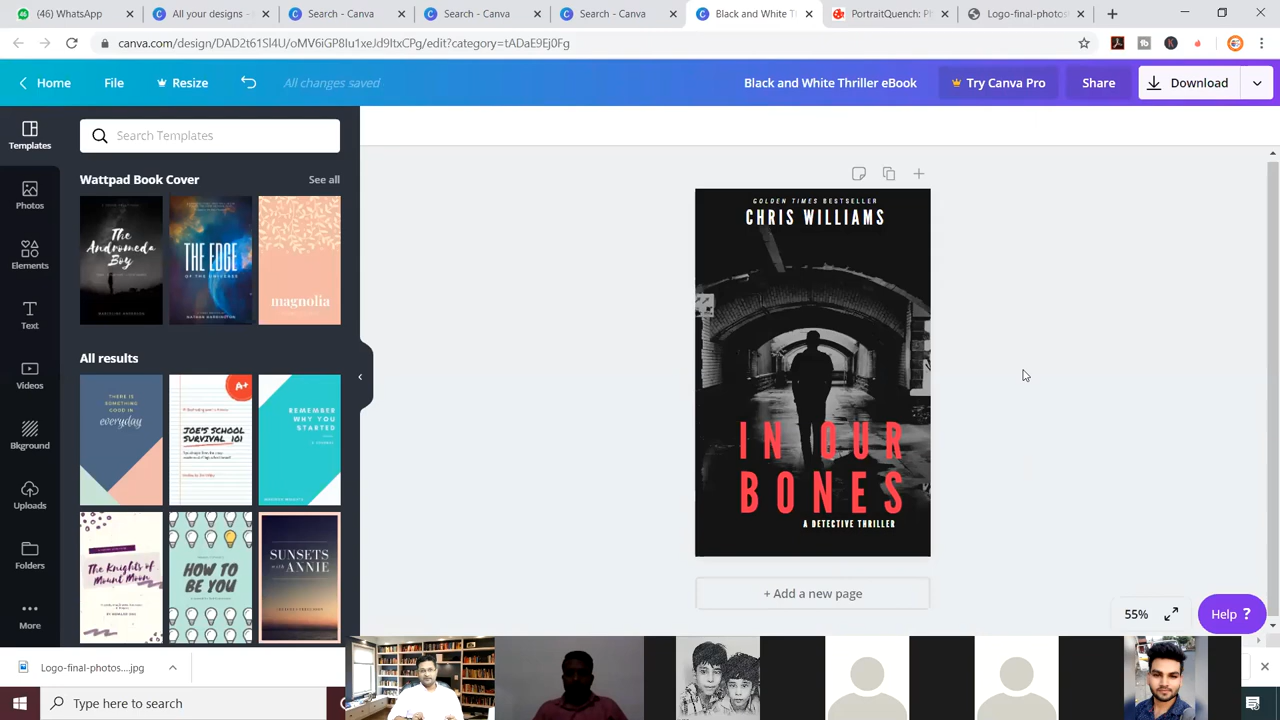 (46) WhatsApp
All your designs -
Search - Canva
Search - Canva
Search - Canva
Black and White T
PortraitQuench: P
Logo-final-photos
canva.com/design/DAD2t61Sl4U/oMV6iGP8Iu1xeJd9ItxCPg/edit?category=tADaE9Ej0Fg
Home
File
Resize
All changes saved
Black and White Thriller eBook
Try Canva Pro
Share
Download
Templates
Search Templates
Wattpad Book Cover
See all
Photos
The
Andromeda
Boy
THE EDGE
OF THE UNIVERSE
magnolia
Elements
Text
All results
Videos
THERE IS
SOMETHING
GOOD IN
everyday
A+
JOE'S SCHOOL
SURVIVAL 101
REMEMBER
WHY YOU
STARTED
Bkground
Uploads
The Knights of
Mount Moon
HOW TO
BE YOU
SUNSETS
with ANNIE
Folders
More
GOLDEN TIMES BESTSELLER
CHRIS WILLIAMS
IN OUR
BONES
A DETECTIVE THRILLER
+ Add a new page
55%
Help ?
Logo-final-photos....jpg
Type here to search